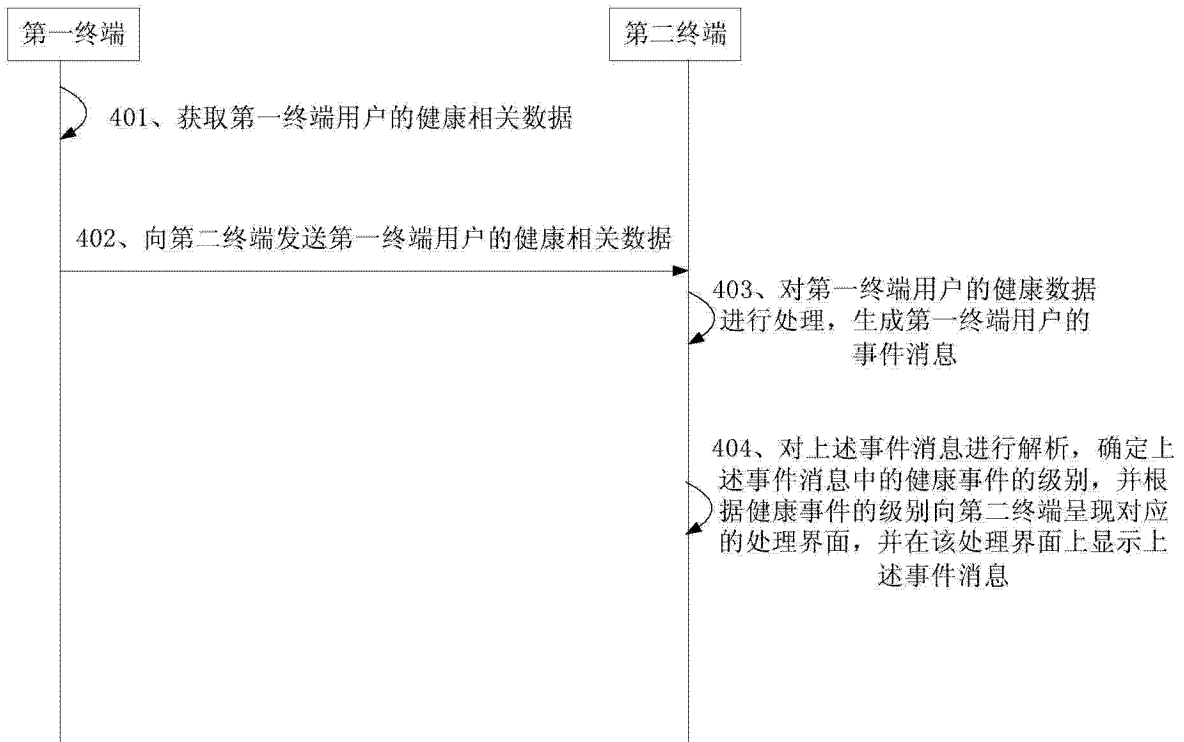 第一终端
第二终端
401、获取第一终端用户的健康相关数据
402、向第二终端发送第一终端用户的健康相关数据
403、对第一终端用户的健康数据
进行处理，生成第一终端用户的
事件消息
404、对上述事件消息进行解析，确定上
述事件消息中的健康事件的级别，并根
据健康事件的级别向第二终端呈现对应
的处理界面，并在该处理界面上显示上
述事件消息